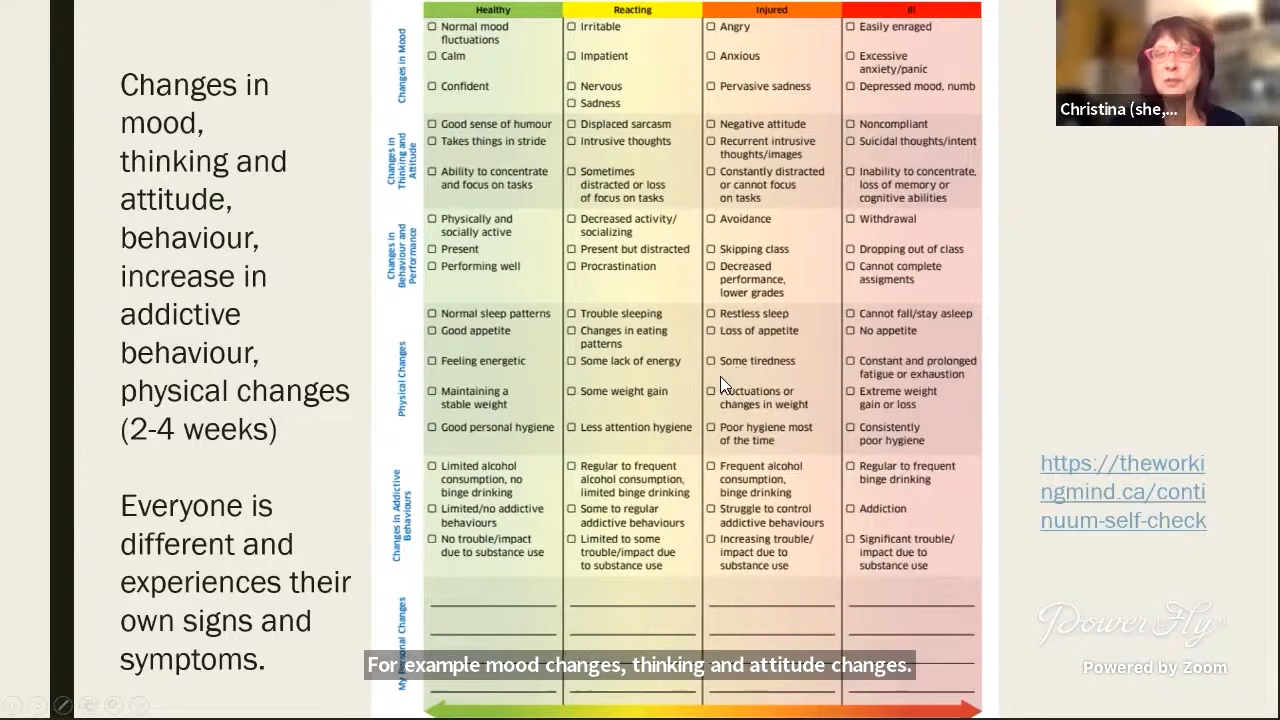 Changes in
mood,
thinking and
attitude,
behaviour,
increase in
addictive
behaviour,
physical changes
(2-4 weeks)
Everyone is
different and
experiences their
own signs and
symptoms.
Healthy
Reacting
Injured
Ill
Changes in Mood
Normal mood
fluctuations
Calm
Confident
Irritable
Impatient
Nervous
Sadness
Angry
Anxious
Pervasive sadness
Easily enraged
Excessive
anxiety/panic
Depressed mood, numb
Changes in
Thinking and
Attitude
Good sense of humour
Takes things in stride
Ability to concentrate
and focus on tasks
Displaced sarcasm
Intrusive thoughts
Sometimes
distracted or loss
of focus on tasks
Negative attitude
Recurrent intrusive
thoughts/images
Constantly distracted
or cannot focus
on tasks
Noncompliant
Suicidal thoughts/intent
Inability to concentrate,
loss of memory or
cognitive abilities
Changes in
Behaviour and
Performance
Physically and
socially active
Present
Performing well
Decreased activity/
socializing
Present but distracted
Procrastination
Avoidance
Skipping class
Decreased
performance,
lower grades
Withdrawal
Dropping out of class
Cannot complete
assigments
Physical Changes
Normal sleep patterns
Good appetite
Feeling energetic
Maintaining a
stable weight
Good personal hygiene
Trouble sleeping
Changes in eating
patterns
Some lack of energy
Some weight gain
Less attention hygiene
Restless sleep
Loss of appetite
Some tiredness
Fluctuations or
changes in weight
Poor hygiene most
of the time
Cannot fall/stay asleep
No appetite
Constant and prolonged
fatigue or exhaustion
Extreme weight
gain or loss
Consistently
poor hygiene
Changes in Addictive
Behaviours
Limited alcohol
consumption, no
binge drinking
Limited/no addictive
behaviours
No trouble/impact
due to substance use
Regular to frequent
alcohol consumption,
limited binge drinking
Some to regular
addictive behaviours
Limited to some
trouble/impact due
to substance use
Frequent alcohol
consumption,
binge drinking
Struggle to control
addictive behaviours
Increasing trouble/
impact due to
substance use
Regular to frequent
binge drinking
Addiction
Significant trouble/
impact due to
substance use
My Personal Changes
For example mood changes, thinking and attitude changes.
Christina (she,...
https://theworki
ngmind.ca/conti
nuum-self-check
Power to Fly
Powered by Zoom